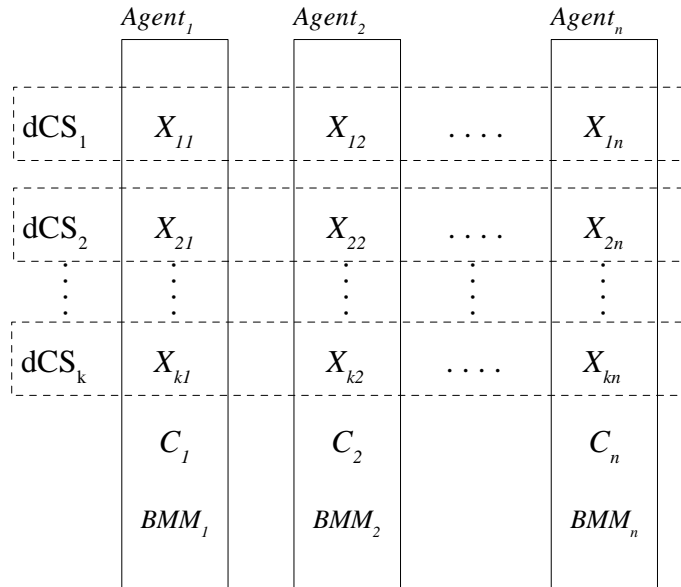 Agent₁ Agent₂ Agentₙ
dCS₁ X₁₁ X₁₂ . . . . X₁ₙ
dCS₂ X₂₁ X₂₂ . . . . X₂ₙ
dCSₖ Xₖ₁ Xₖ₂ . . . . Xₖₙ
C₁ C₂ Cₙ
BMM₁ BMM₂ BMMₙ